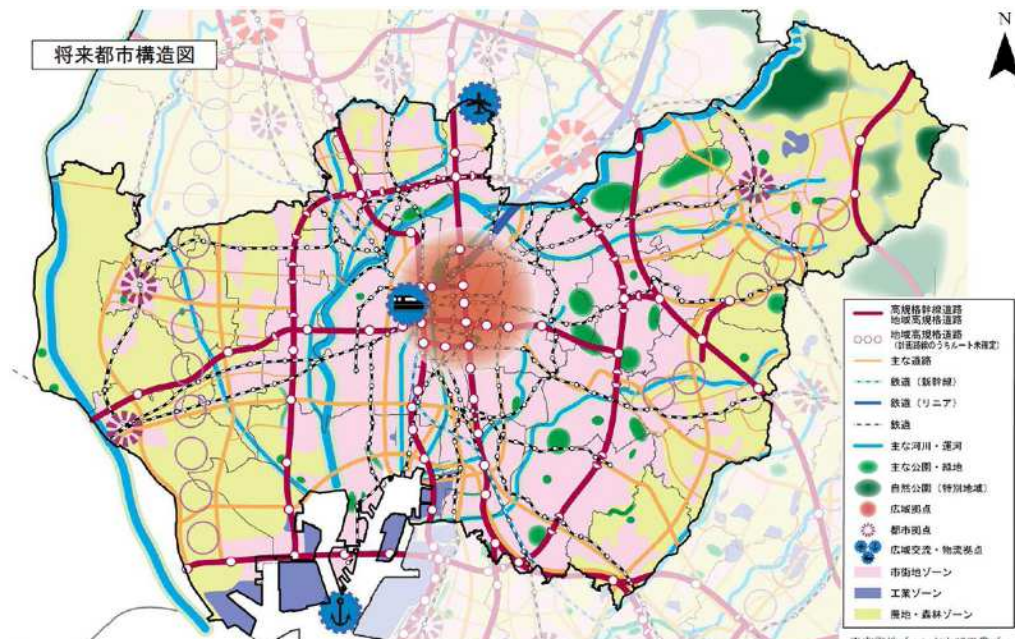 将来都市構造図
N
高規格幹線道路
地域高規格道路
地域高規格道路
(計画路線のうちルート未確定)
主な道路
鉄道(新幹線)
鉄道(リニア)
鉄道
主な河川・運河
主な公園・緑地
自然公園(特別地域)
広域拠点
都市拠点
広域交流・物流拠点
市街地ゾーン
工業ゾーン
農地・森林ゾーン